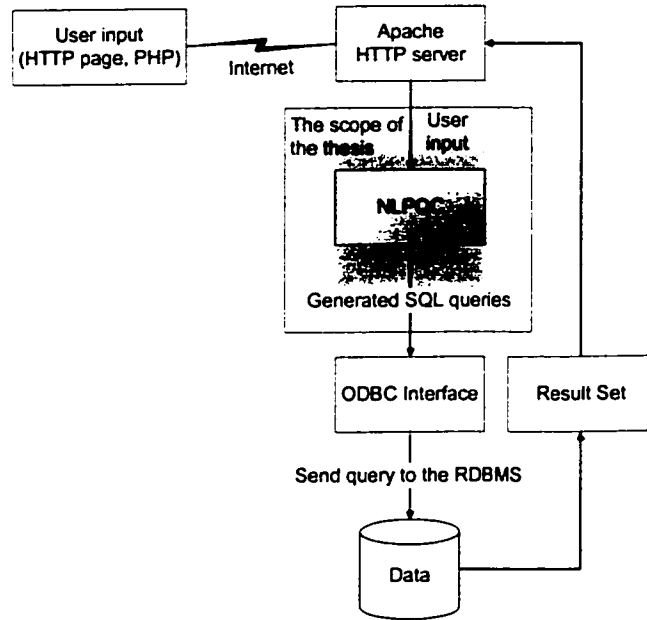 User input
(HTTP page, PHP)
Internet
Apache
HTTP server
The scope of
the thesis
User
input
NLPQC
Generated SQL queries
ODBC Interface
Result Set
Send query to the RDBMS
Data